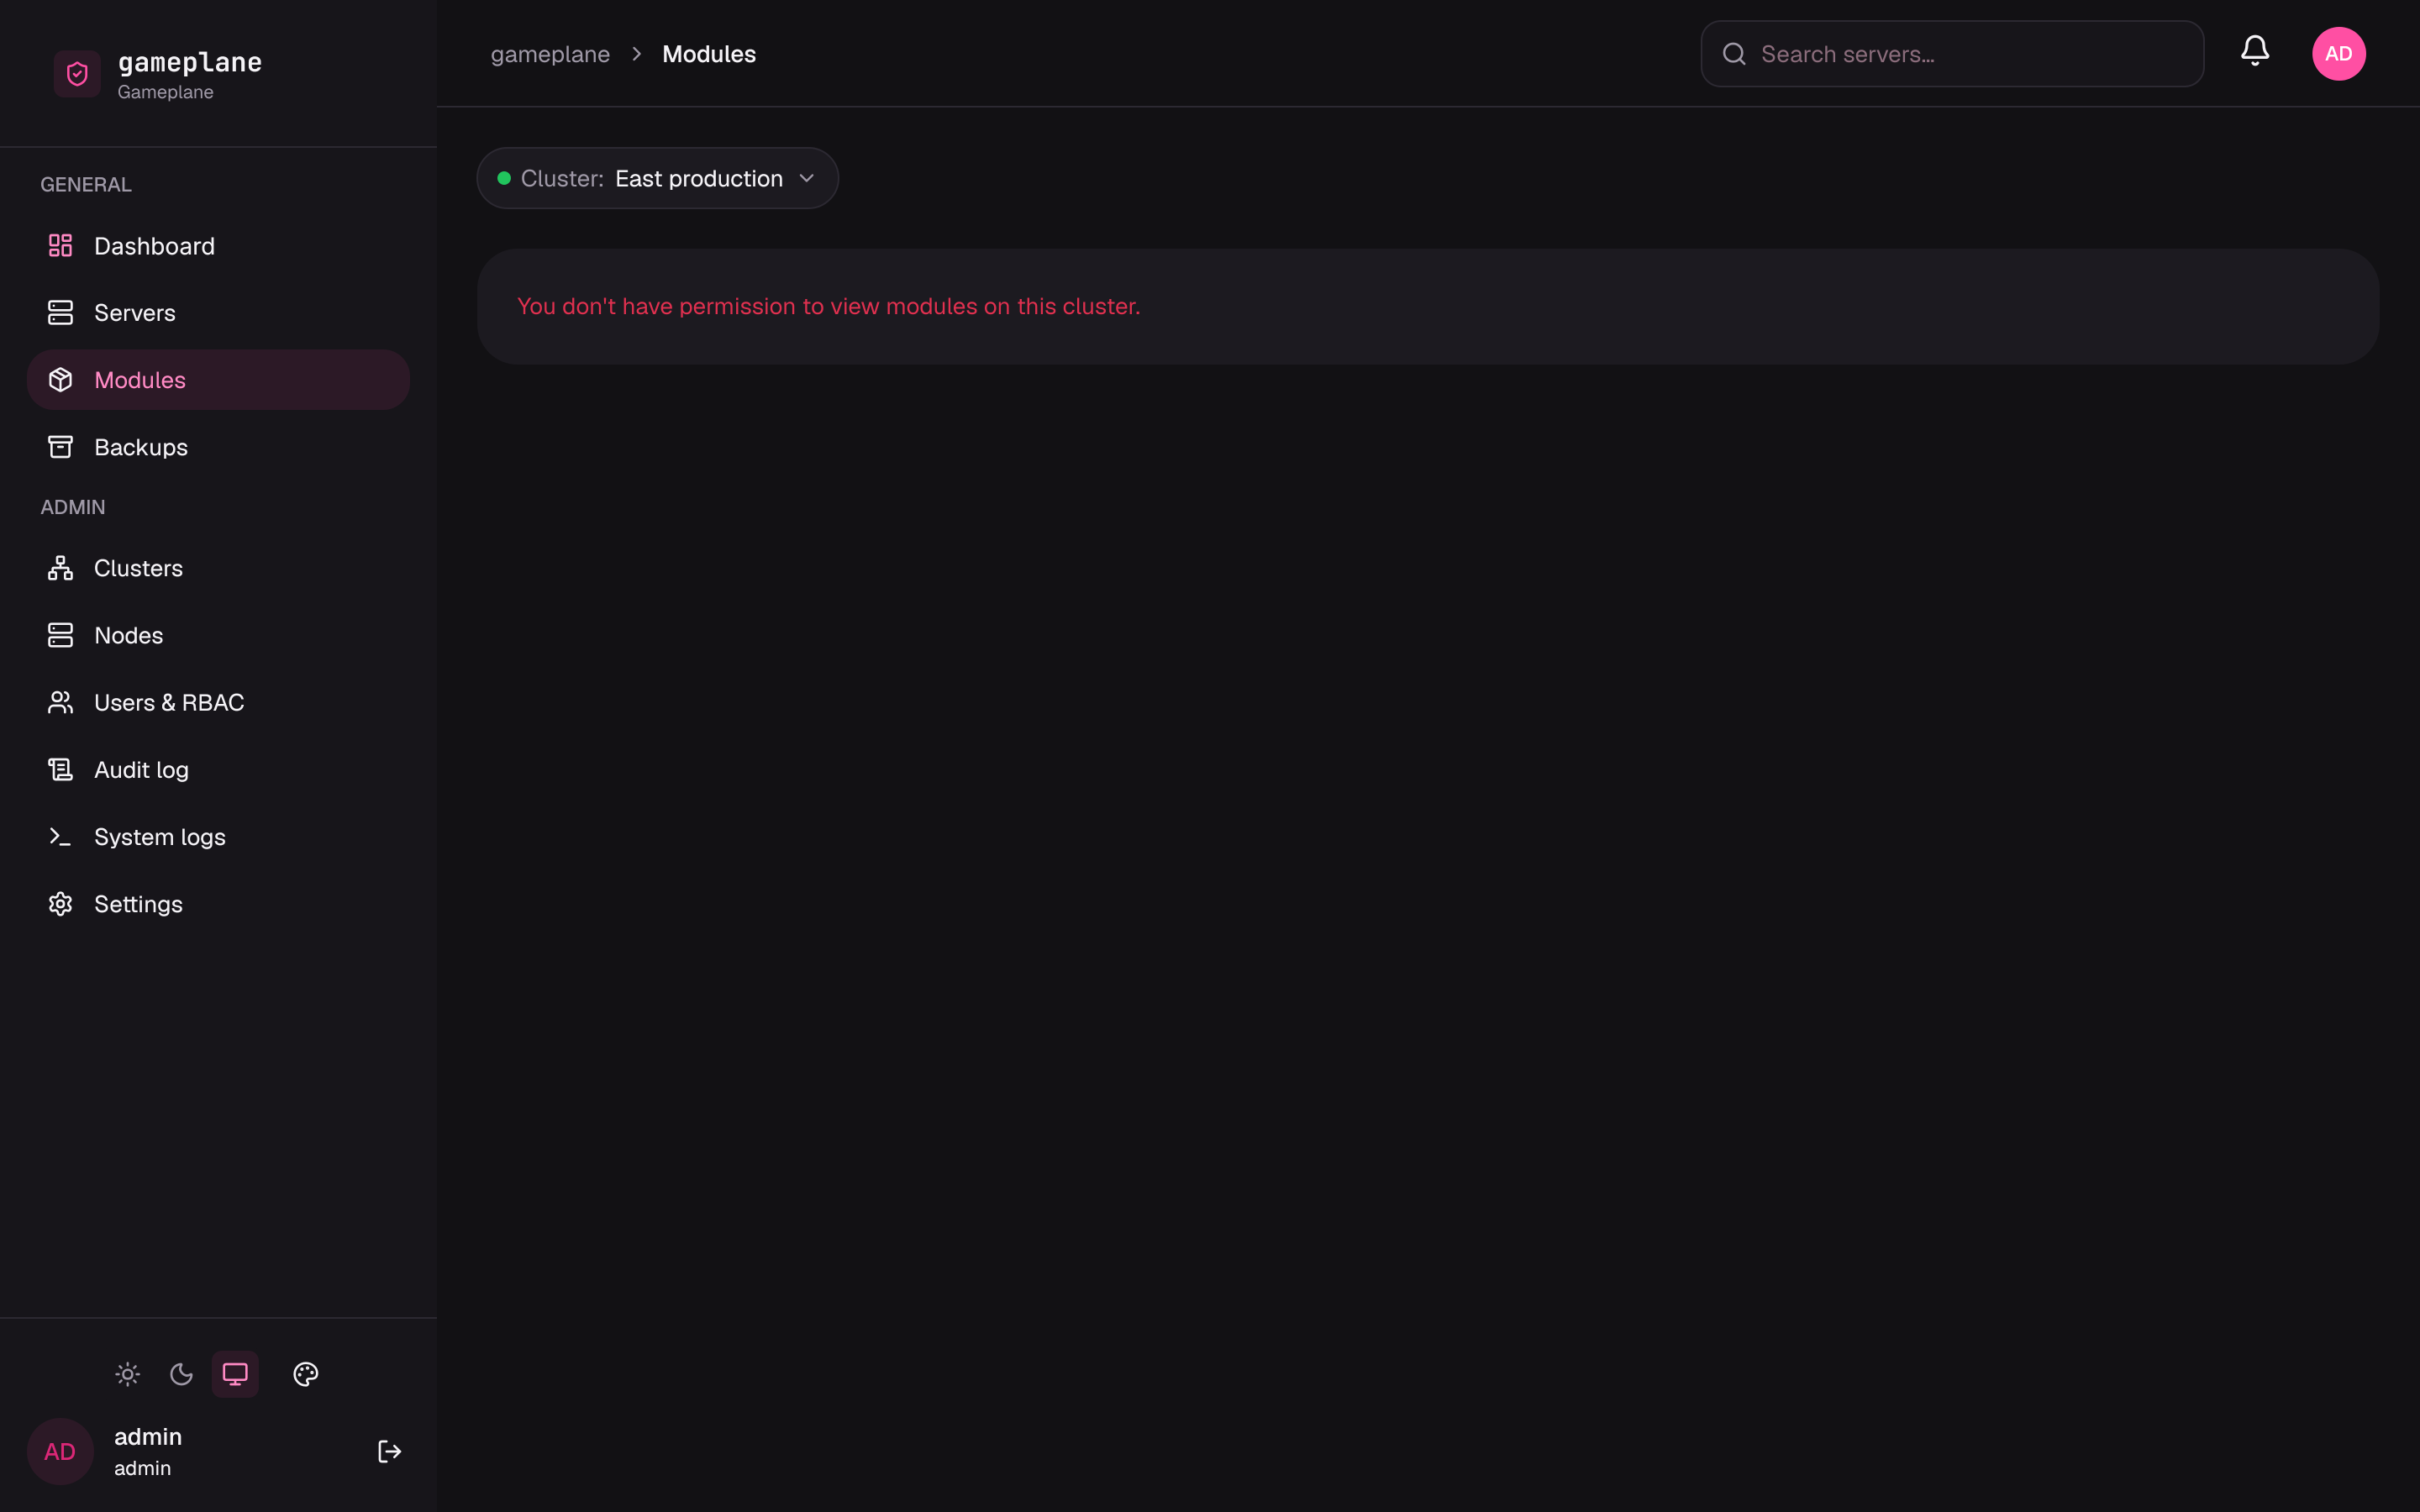 gameplane
Gameplane
GENERAL
Dashboard
Servers
Modules
Backups
ADMIN
Clusters
Nodes
Users & RBAC
Audit log
System logs
Settings
AD
admin
admin
gameplane > Modules
Search servers...
AD
Cluster: East production
You don't have permission to view modules on this cluster.